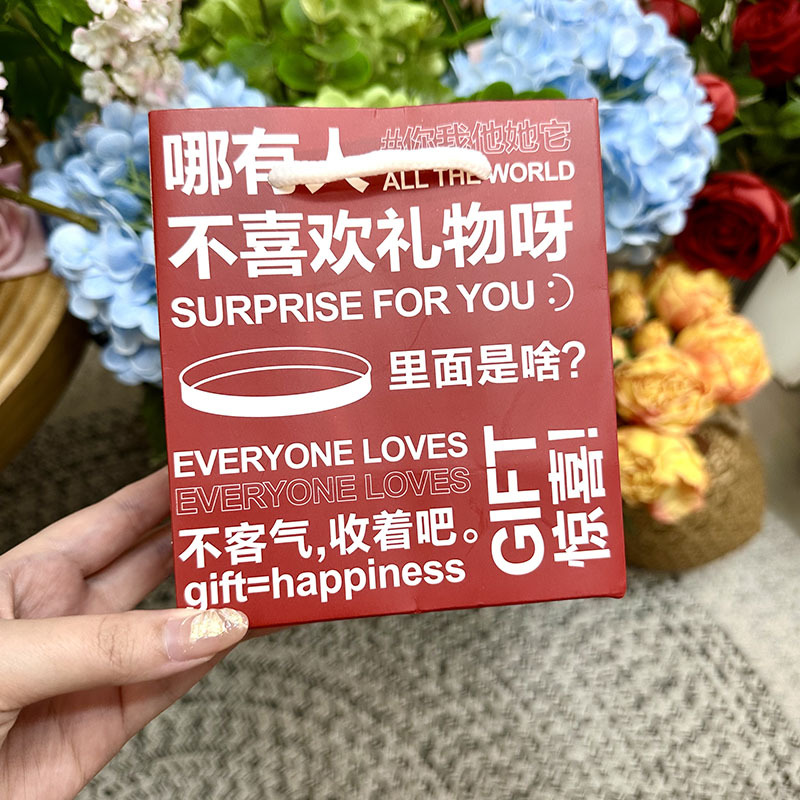 哪有人 #你我他她它
ALL THE WORLD
不喜欢礼物呀
SURPRISE FOR YOU :)
里面是啥?
EVERYONE LOVES
EVERYONE LOVES
不客气,收着吧。
gift=happiness
GIFT
惊喜!